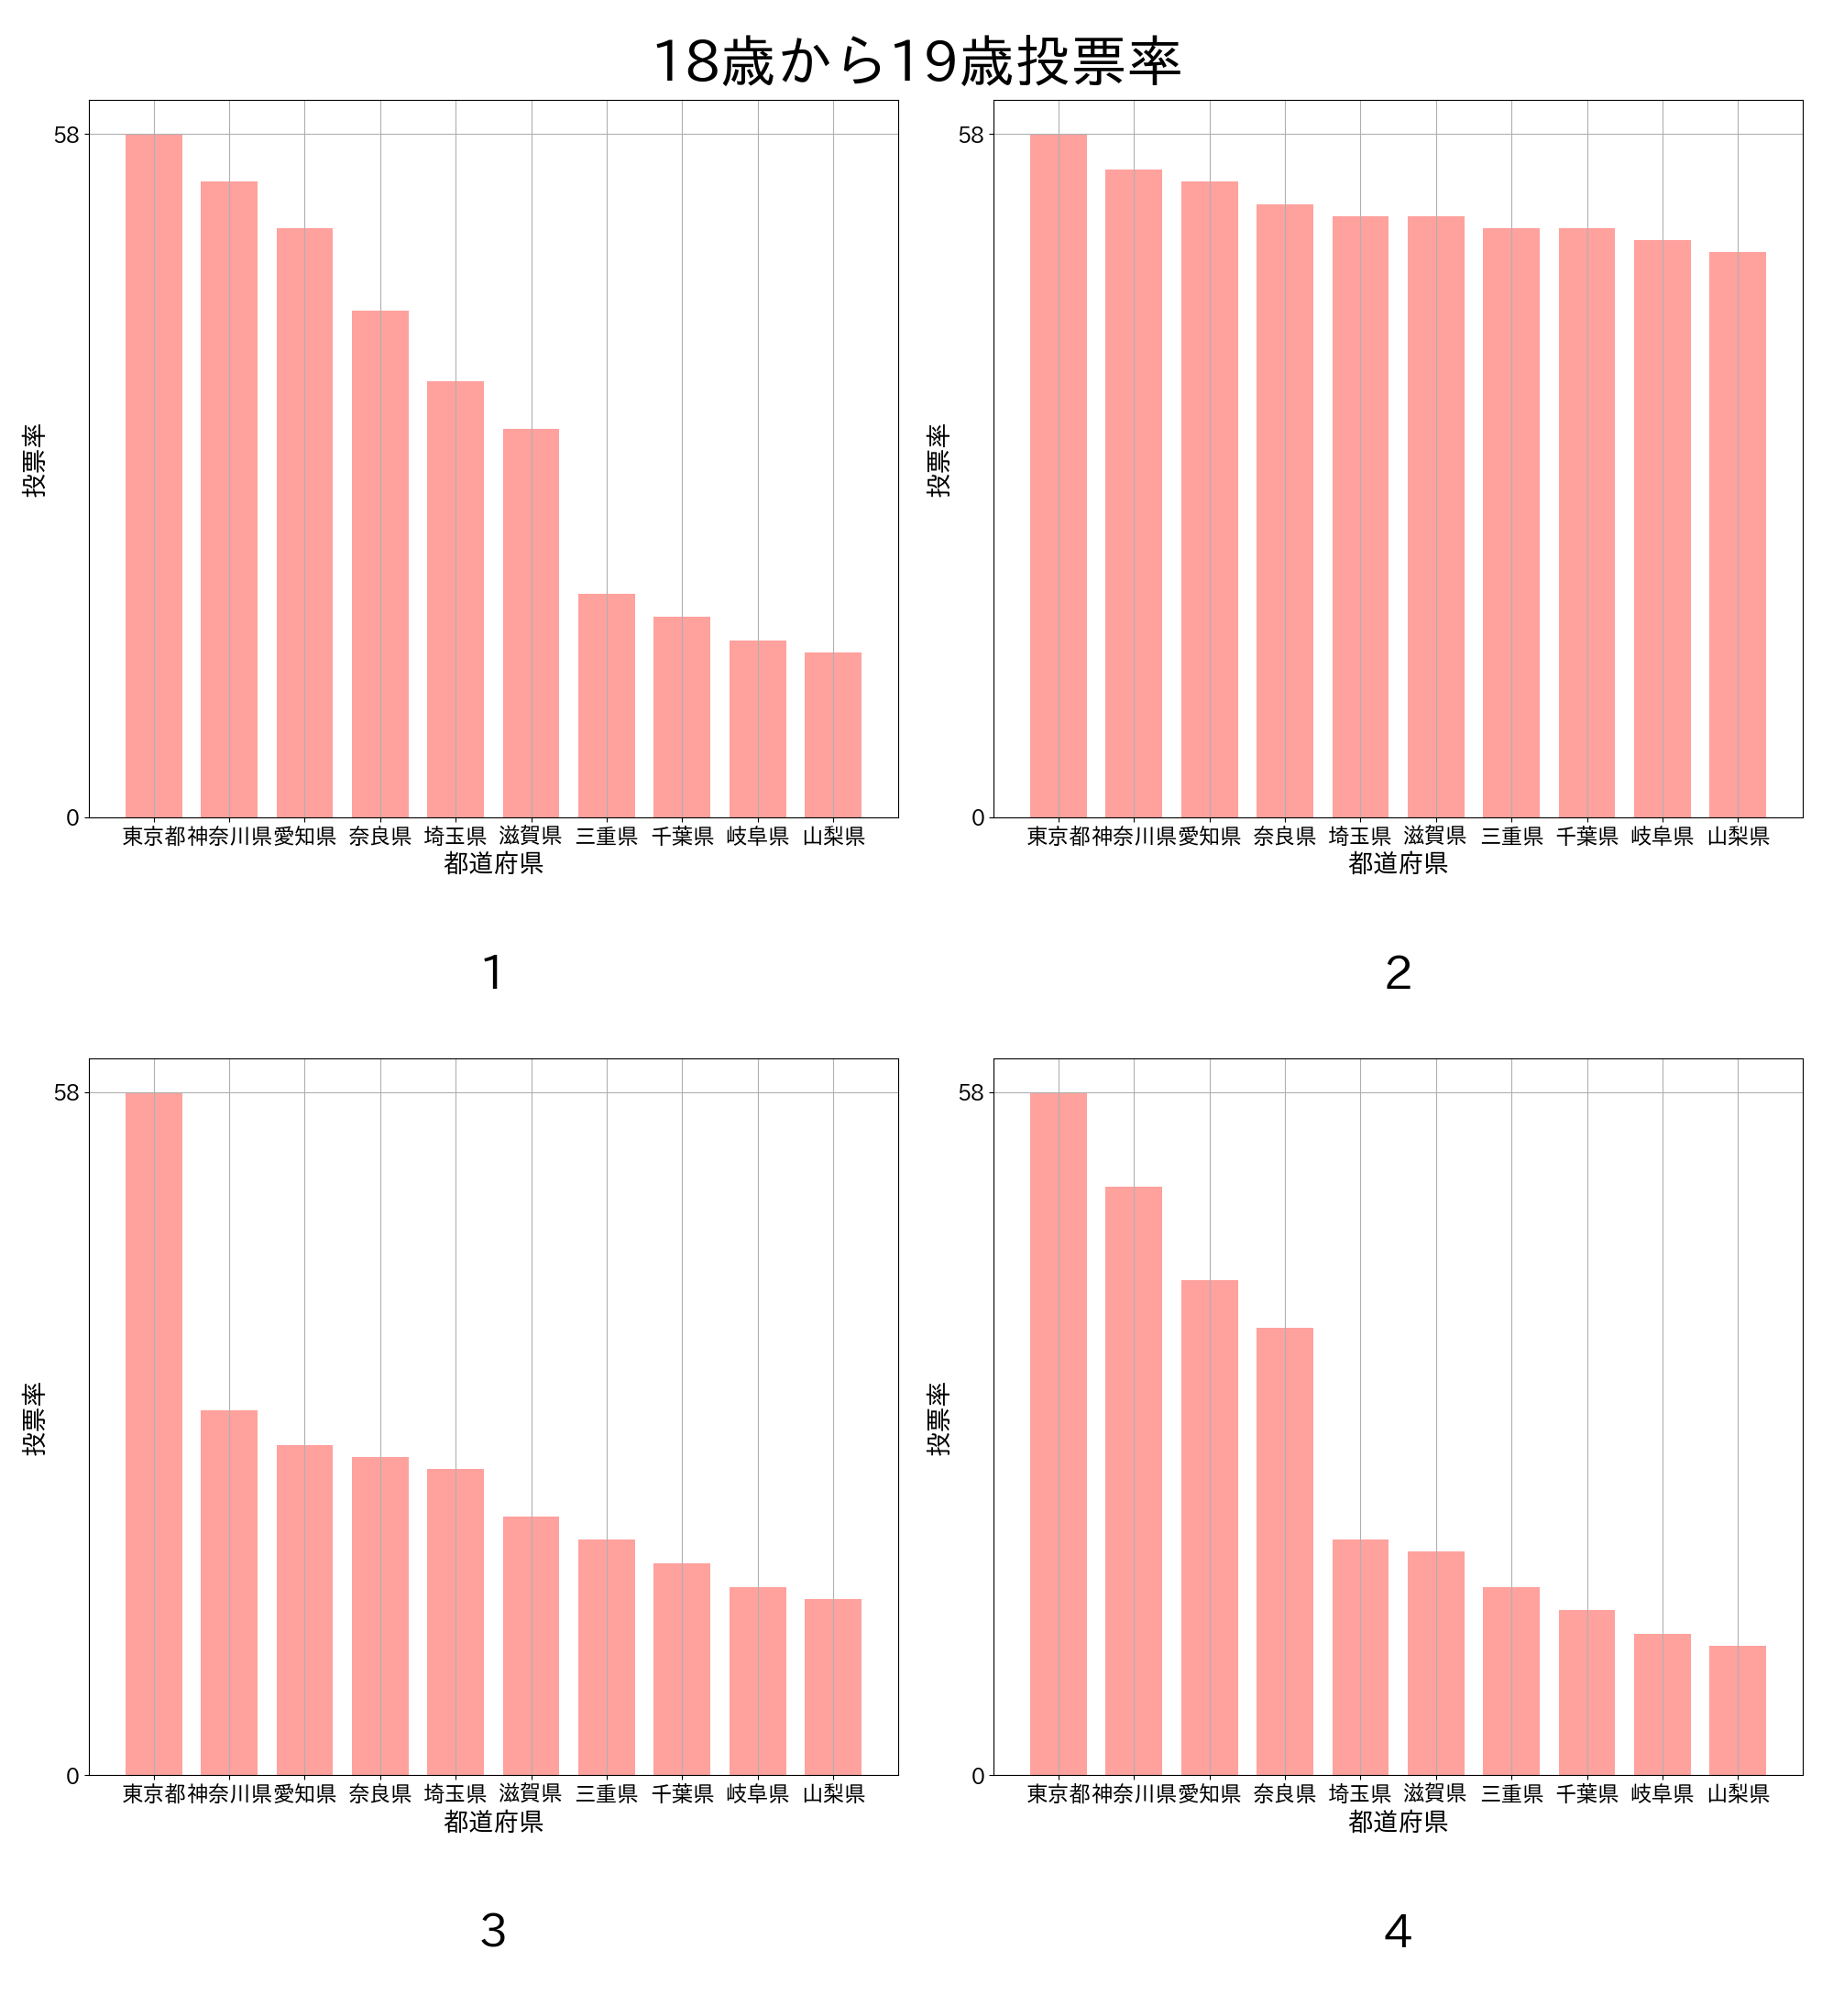 18歳から19歳投票率
58
0
投票率
東京都 神奈川県 愛知県 奈良県 埼玉県 滋賀県 三重県 千葉県 岐阜県 山梨県
都道府県
1
58
0
投票率
東京都 神奈川県 愛知県 奈良県 埼玉県 滋賀県 三重県 千葉県 岐阜県 山梨県
都道府県
2
58
0
投票率
東京都 神奈川県 愛知県 奈良県 埼玉県 滋賀県 三重県 千葉県 岐阜県 山梨県
都道府県
3
58
0
投票率
東京都 神奈川県 愛知県 奈良県 埼玉県 滋賀県 三重県 千葉県 岐阜県 山梨県
都道府県
4